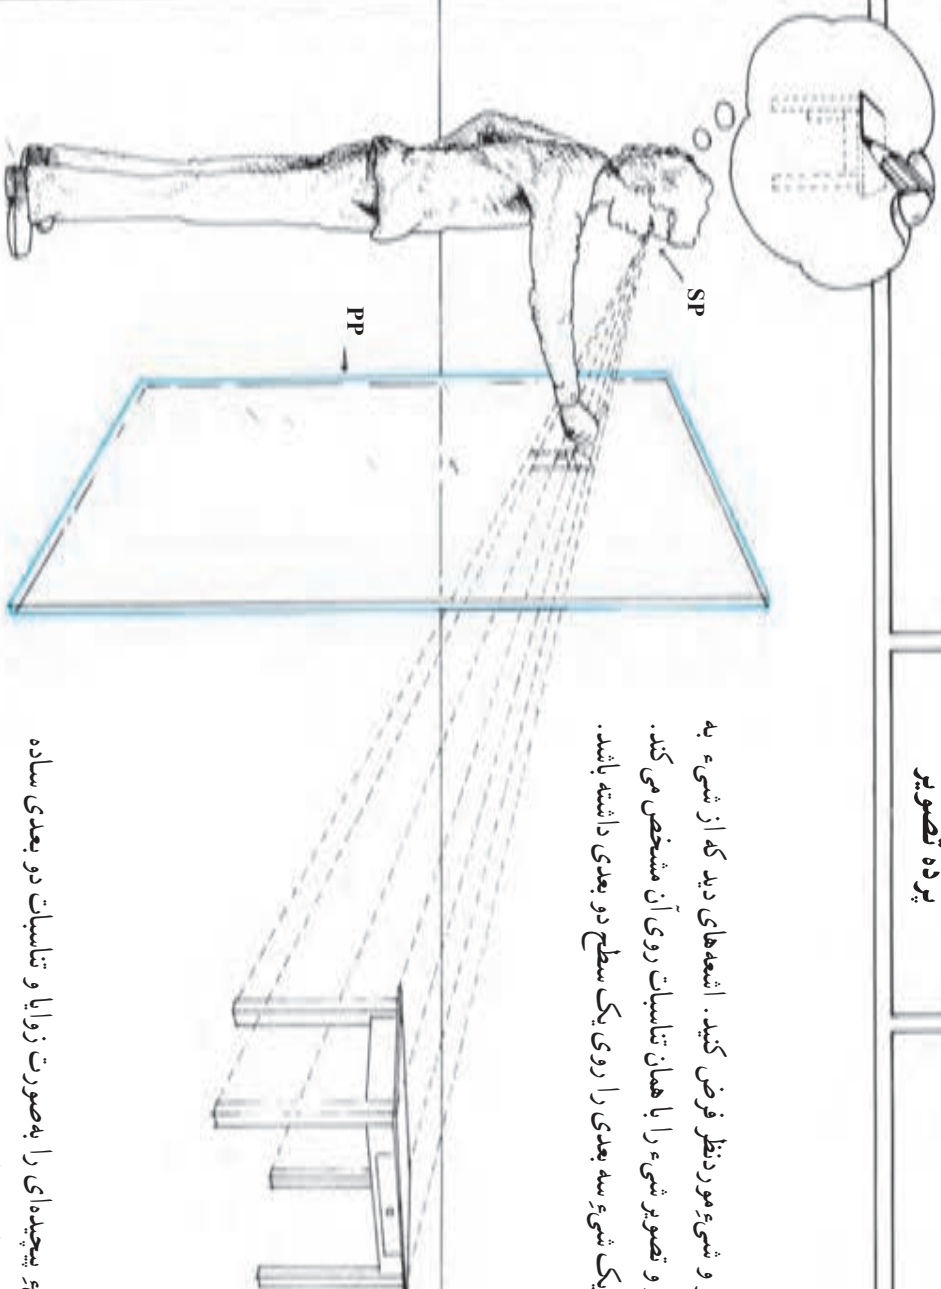 پرده تصویر
و شیءِ موردنظر فرض کنید. اشعه‌های دید که از شیء به
و تصویر شیء را با همان تناسبات روی آن مشخص می کند.
یک شیءِ سه بعدی را روی یک سطح دو بعدی داشته باشد.
SP
PP
پیچیده‌ای را به‌صورت زوایا و تناسبات دو بعدی ساده